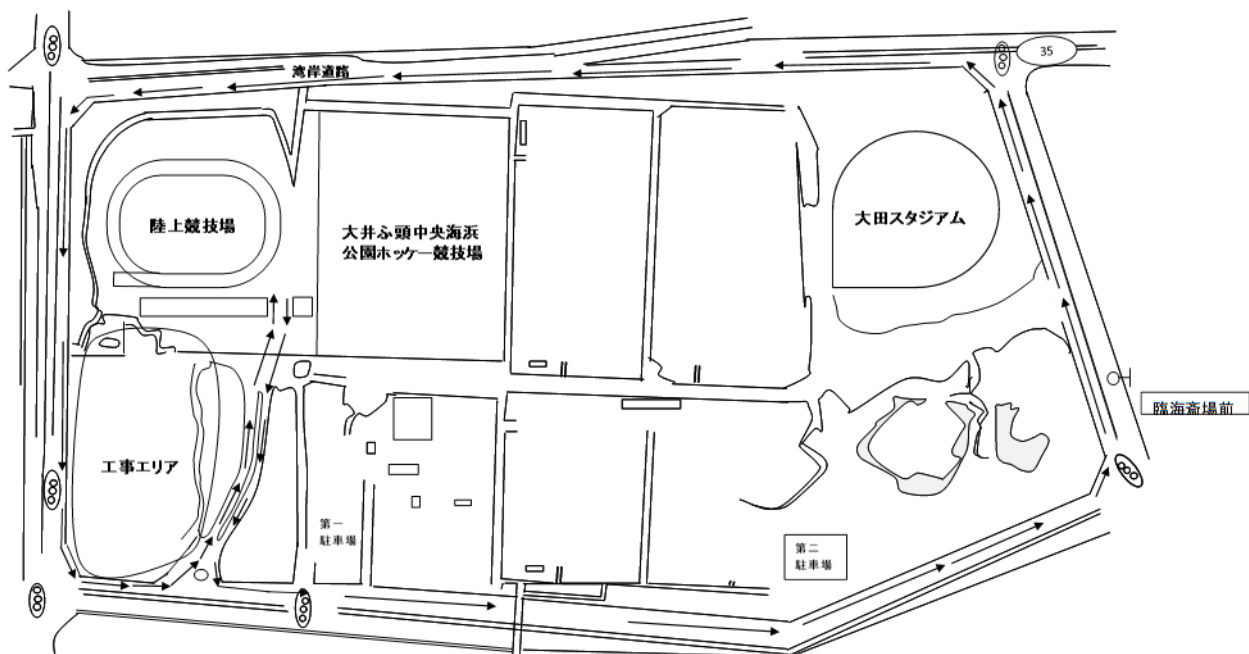 35
湾岸道路
陸上競技場
大井ふ頭中央海浜
公園ホッケー競技場
大田スタジアム
臨海斎場前
工事エリア
第一
駐車場
第二
駐車場